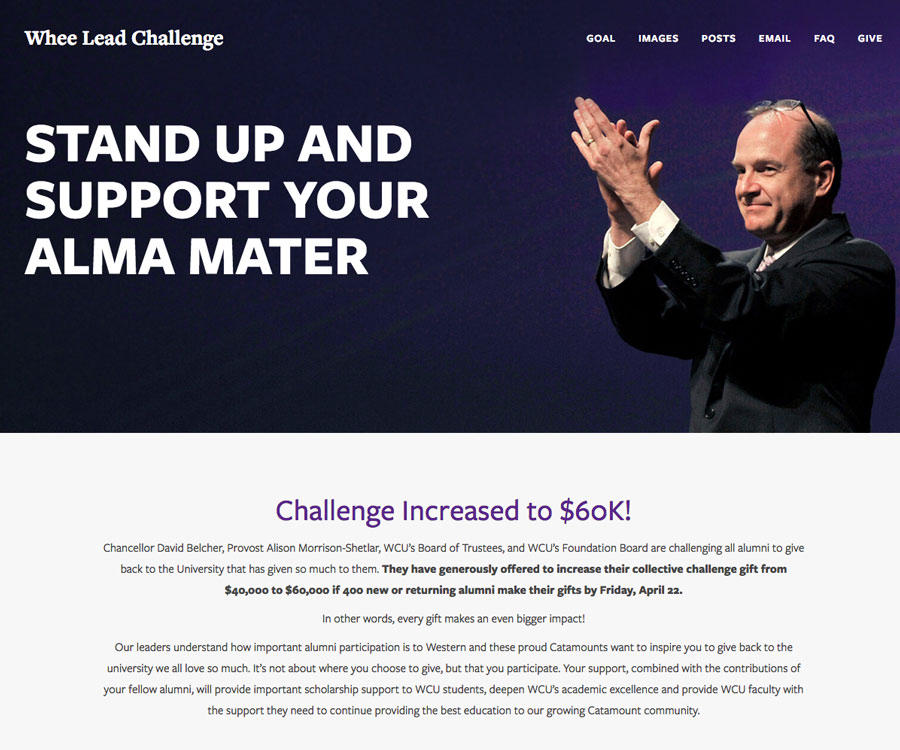 Whee Lead Challenge
GOAL IMAGES POSTS EMAIL FAQ GIVE
STAND UP AND
SUPPORT YOUR
ALMA MATER
Challenge Increased to $60K!
Chancellor David Belcher, Provost Alison Morrison-Shetlar, WCU's Board of Trustees, and WCU's Foundation Board are challenging all alumni to give
back to the University that has given so much to them. They have generously offered to increase their collective challenge gift from
$40,000 to $60,000 if 400 new or returning alumni make their gifts by Friday, April 22.
In other words, every gift makes an even bigger impact!
Our leaders understand how important alumni participation is to Western and these proud Catamounts want to inspire you to give back to the
university we all love so much. It's not about where you choose to give, but that you participate. Your support, combined with the contributions of
your fellow alumni, will provide important scholarship support to WCU students, deepen WCU's academic excellence and provide WCU faculty with
the support they need to continue providing the best education to our growing Catamount community.